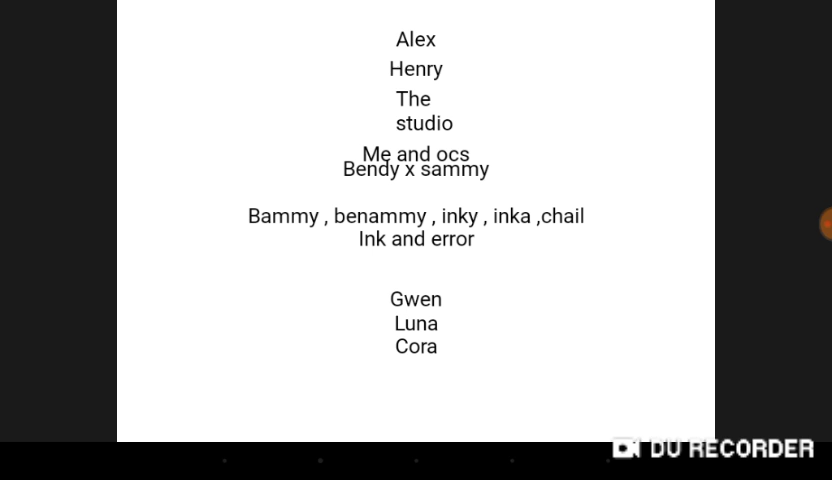 Alex
Henry
The
studio
Me and ocs
Bendy x sammy
Bammy , benammy , inky , inka ,chail
Ink and error
Gwen
Luna
Cora
DU RECORDER